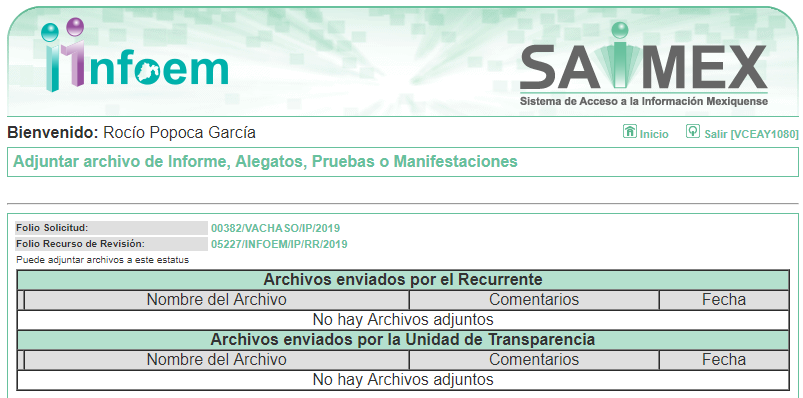 infoem
SAIMEX
Sistema de Acceso a la Información Mexiquense
Bienvenido: Rocío Popoca García
Inicio Salir [VCEAY1080]
Adjuntar archivo de Informe, Alegatos, Pruebas o Manifestaciones
Folio Solicitud: 00382/VACHASO/IP/2019
Folio Recurso de Revisión: 05227/INFOEM/IP/RR/2019
Puede adjuntar archivos a este estatus
Archivos enviados por el Recurrente
Nombre del Archivo Comentarios Fecha
No hay Archivos adjuntos
Archivos enviados por la Unidad de Transparencia
Nombre del Archivo Comentarios Fecha
No hay Archivos adjuntos